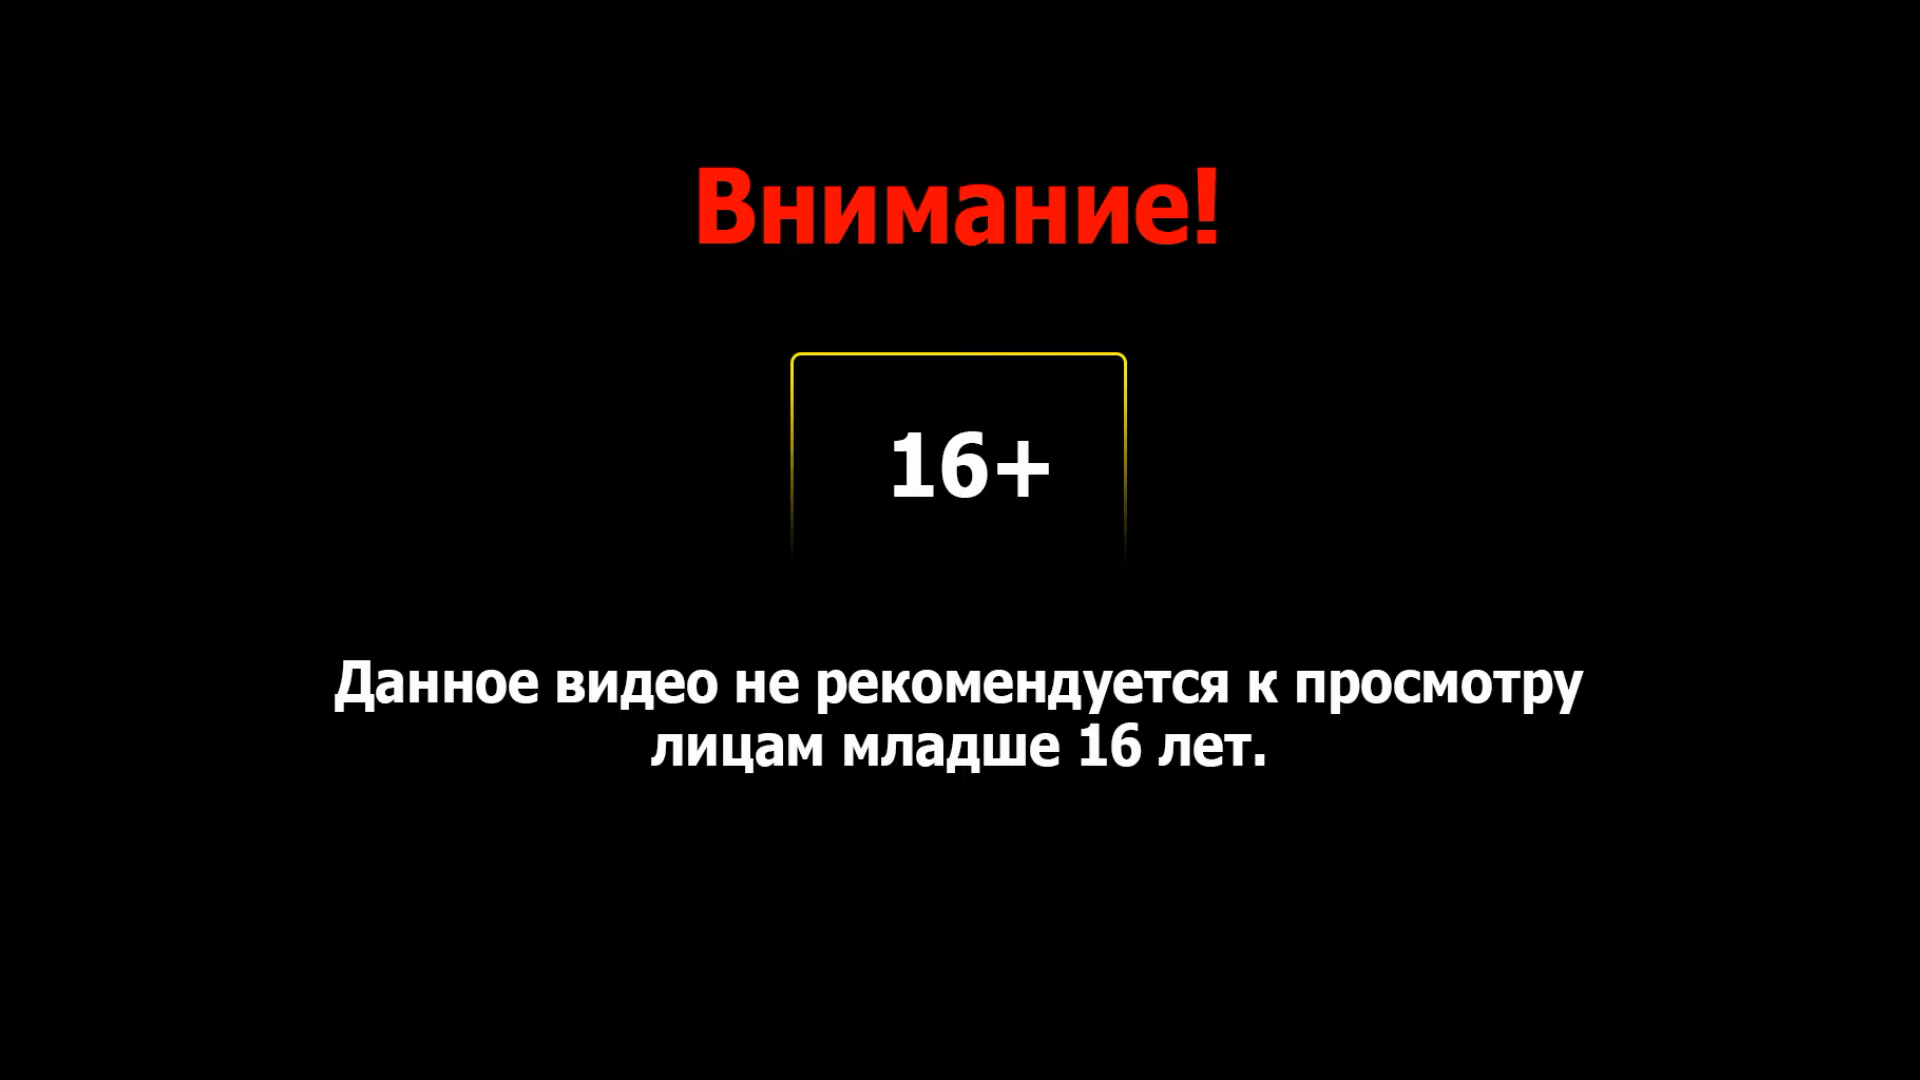 Внимание!
16+
Данное видео не рекомендуется к просмотру
лицам младше 16 лет.